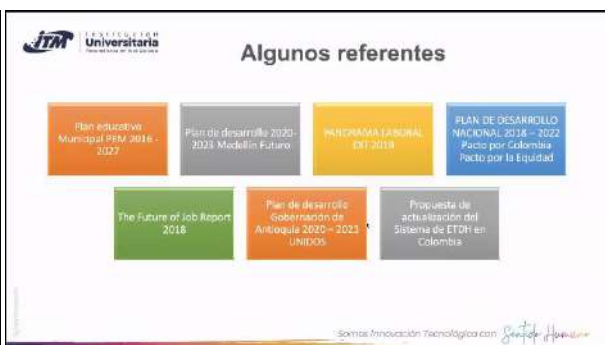 ITM
INSTITUCIÓN
Universitaria
Algunos referentes
Plan educativo
Municipal PEM 2016 -
2027
Plan de desarrollo 2020-
2023 Medellín Futuro
PANORAMA LABORAL
OIT 2019
PLAN DE DESARROLLO
NACIONAL 2018 – 2022
Pacto por Colombia
Pacto por la Equidad
The Future of Job Report
2018
Plan de desarrollo
Gobernación de
Antioquia 2020 – 2023
UNIDOS
Propuesta de
actualización del
Sistema de ETDH en
Colombia
Somos Innovación Tecnológica con Sentido Humano